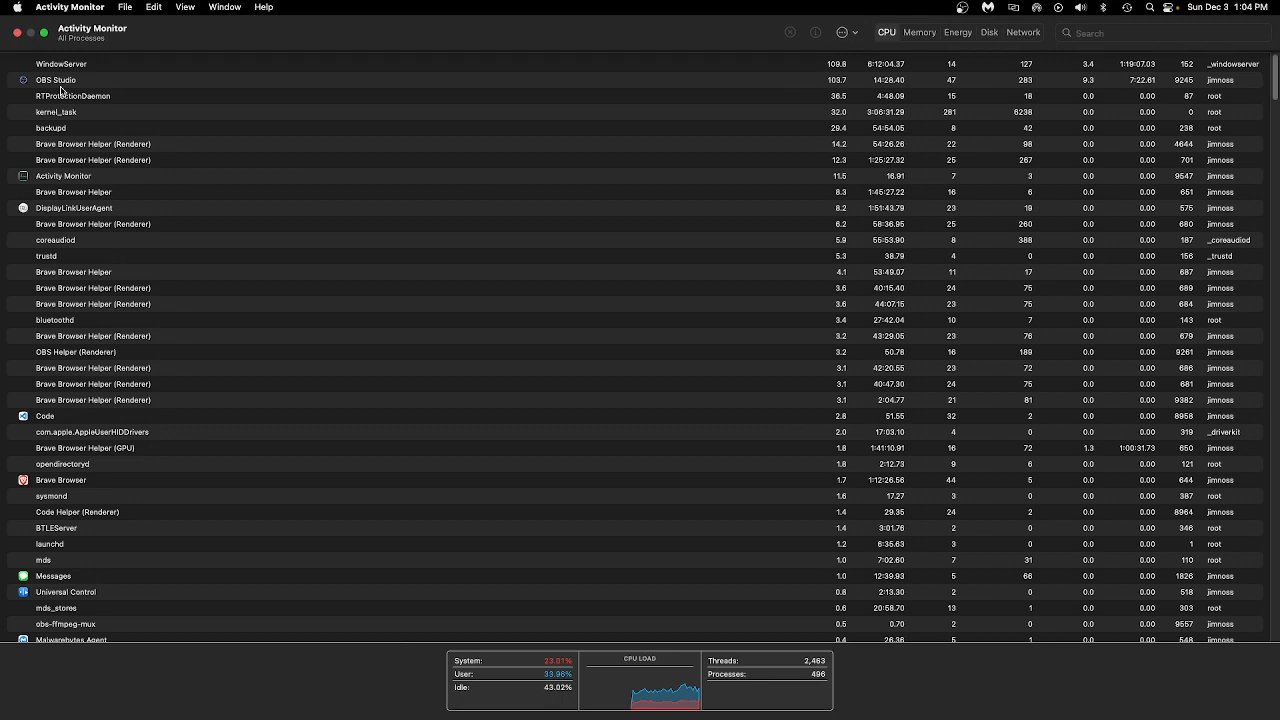 Activity Monitor File Edit View Window Help Sun Dec 3 1:04 PM
Activity Monitor
All Processes
CPU Memory Energy Disk Network Search
WindowServer 109.8 6:12:04.37 14 127 3.4 1:19:07.03 152 _windowserver
OBS Studio 103.7 14:28.40 47 283 9.3 7:22.61 9245 jimnoss
RTProtectionDaemon 36.5 4:48.09 15 18 0.0 0.00 87 root
kernel_task 32.0 3:06:31.29 281 6238 0.0 0.00 0 root
backupd 29.4 54:54.05 8 42 0.0 0.00 238 root
Brave Browser Helper (Renderer) 14.2 54:26.26 22 98 0.0 0.00 4644 jimnoss
Brave Browser Helper (Renderer) 12.3 1:25:27.32 25 267 0.0 0.00 701 jimnoss
Activity Monitor 11.5 16.91 7 3 0.0 0.00 9547 jimnoss
Brave Browser Helper 8.3 1:45:27.22 16 6 0.0 0.00 651 jimnoss
DisplayLinkUserAgent 8.2 1:51:43.79 23 19 0.0 0.00 575 jimnoss
Brave Browser Helper (Renderer) 6.2 58:36.95 25 260 0.0 0.00 680 jimnoss
coreaudiod 5.9 55:53.90 8 388 0.0 0.00 187 _coreaudiod
trustd 5.3 38.79 4 0 0.0 0.00 156 _trustd
Brave Browser Helper 4.1 53:49.07 11 17 0.0 0.00 687 jimnoss
Brave Browser Helper (Renderer) 3.6 40:15.40 24 75 0.0 0.00 689 jimnoss
Brave Browser Helper (Renderer) 3.6 44:07.15 23 75 0.0 0.00 684 jimnoss
bluetoothd 3.4 27:42.04 10 7 0.0 0.00 143 root
Brave Browser Helper (Renderer) 3.2 43:29.05 23 76 0.0 0.00 679 jimnoss
OBS Helper (Renderer) 3.2 50.78 16 189 0.0 0.00 9261 jimnoss
Brave Browser Helper (Renderer) 3.1 42:20.55 23 72 0.0 0.00 686 jimnoss
Brave Browser Helper (Renderer) 3.1 40:47.30 24 75 0.0 0.00 681 jimnoss
Brave Browser Helper (Renderer) 3.1 2:04.77 21 81 0.0 0.00 9382 jimnoss
Code 2.8 51.55 32 2 0.0 0.00 8958 jimnoss
com.apple.AppleUserHIDDrivers 2.0 17:03.10 4 0 0.0 0.00 319 _driverkit
Brave Browser Helper (GPU) 1.8 1:41:10.91 16 72 1.3 1:00:31.73 650 jimnoss
opendirectoryd 1.8 2:12.73 9 6 0.0 0.00 121 root
Brave Browser 1.7 1:12:26.56 44 5 0.0 0.00 644 jimnoss
sysmond 1.6 17.27 3 0 0.0 0.00 387 root
Code Helper (Renderer) 1.4 29.35 24 2 0.0 0.00 8964 jimnoss
BTLEServer 1.4 3:01.76 2 0 0.0 0.00 346 root
launchd 1.2 6:35.63 3 0 0.0 0.00 1 root
mds 1.0 7:02.60 7 31 0.0 0.00 110 root
Messages 1.0 12:39.93 5 66 0.0 0.00 1826 jimnoss
Universal Control 0.8 2:13.30 2 0 0.0 0.00 518 jimnoss
mds_stores 0.6 20:58.70 13 1 0.0 0.00 303 root
obs-ffmpeg-mux 0.5 0.70 2 0 0.0 0.00 9557 jimnoss
Malwarebytes Agent 0.4 26.36 5 1 0.0 0.00 548 jimnoss
System: 23.01% CPU LOAD Threads: 2,463
User: 33.96% Processes: 496
Idle: 43.02%